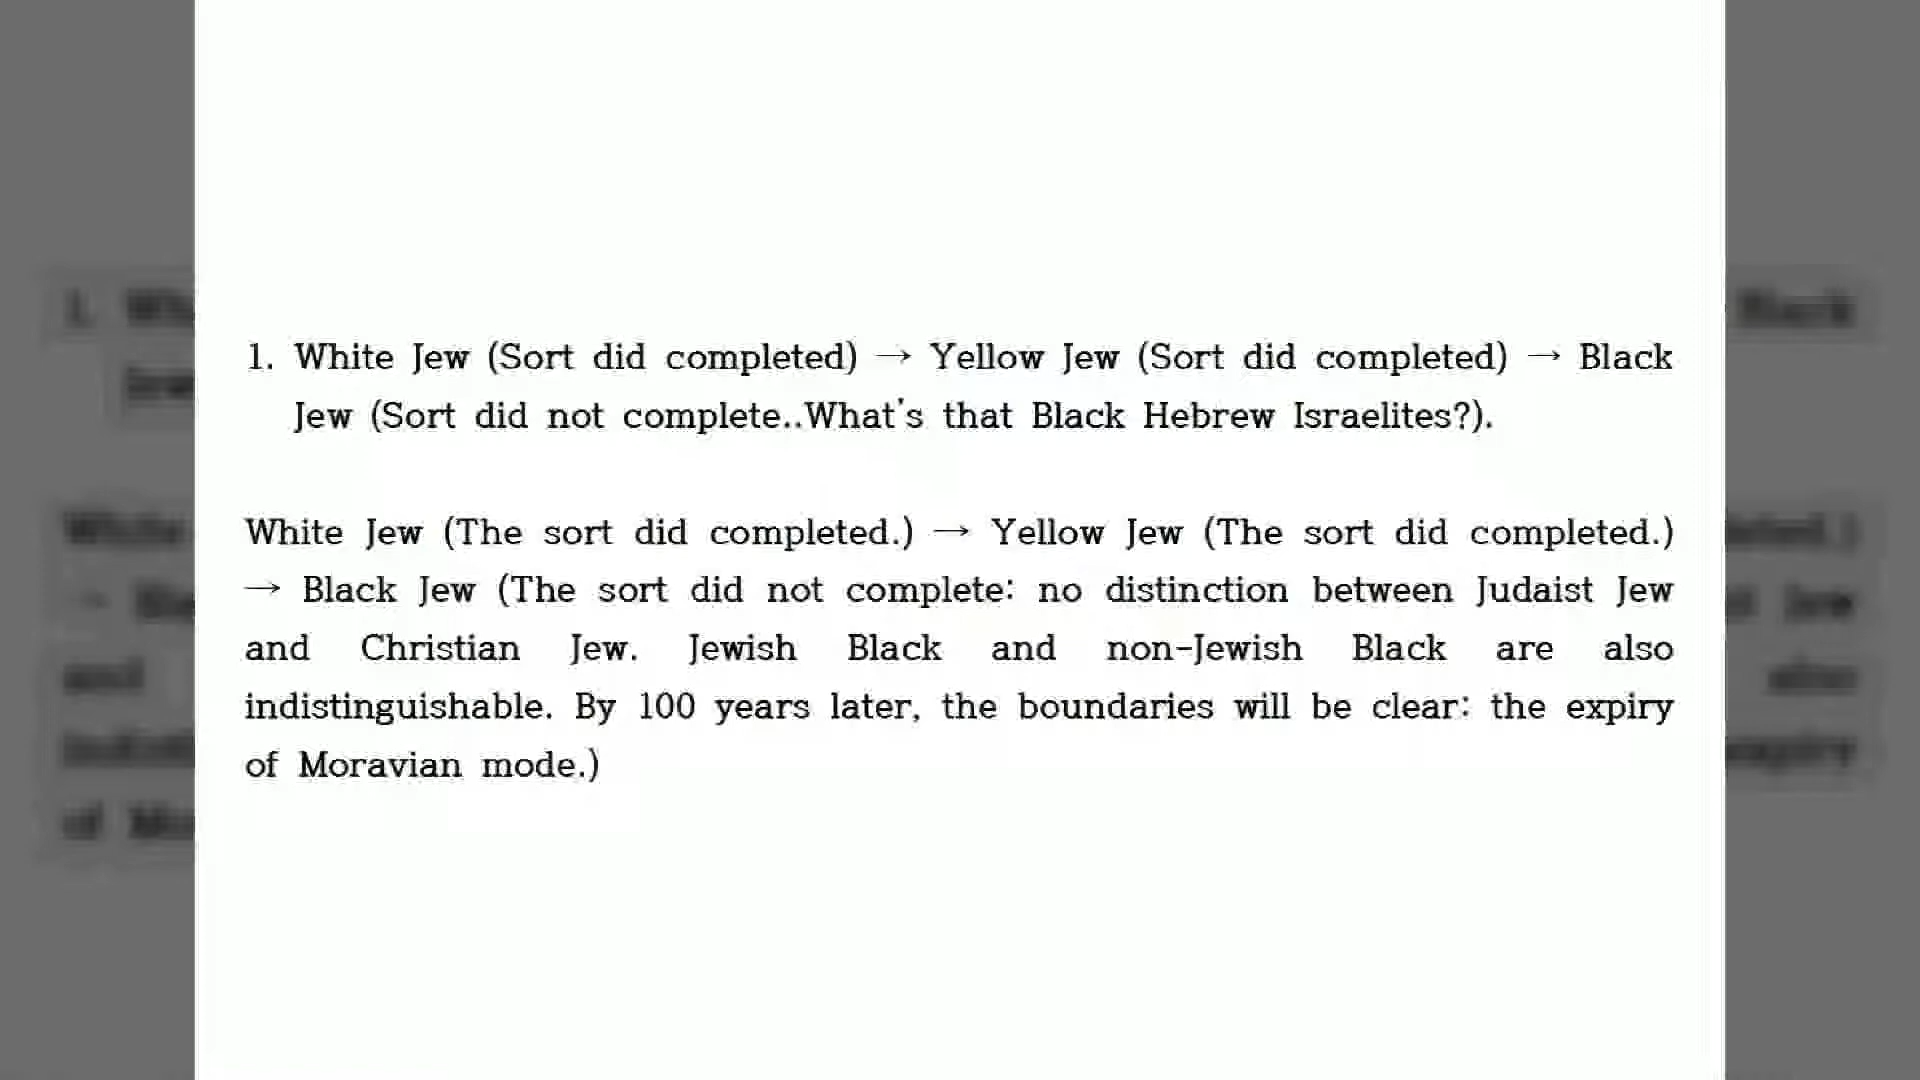 1. White Jew (Sort did completed) → Yellow Jew (Sort did completed) → Black
Jew (Sort did not complete..What's that Black Hebrew Israelites?).
White Jew (The sort did completed.) → Yellow Jew (The sort did completed.)
→ Black Jew (The sort did not complete: no distinction between Judaist Jew
and Christian Jew. Jewish Black and non-Jewish Black are also
indistinguishable. By 100 years later, the boundaries will be clear: the expiry
of Moravian mode.)